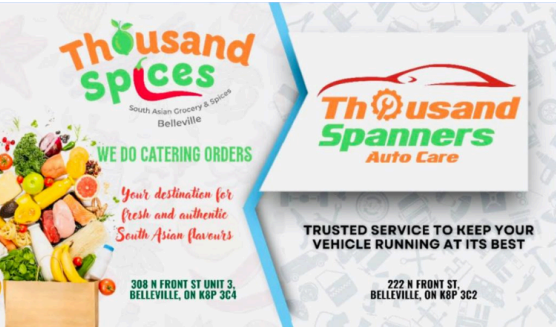 Thousand
Spices
South Asian Grocery & Spices
Belleville
WE DO CATERING ORDERS
Your destination for
fresh and authentic
South Asian flavours
308 N FRONT ST UNIT 3,
BELLEVILLE, ON K8P 3C4
Thousand
Spanners
Auto Care
TRUSTED SERVICE TO KEEP YOUR
VEHICLE RUNNING AT ITS BEST
222 N FRONT ST,
BELLEVILLE, ON K8P 3C2